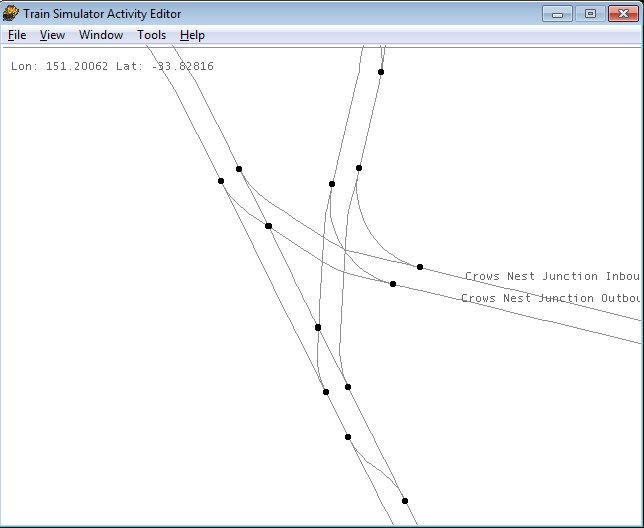 Train Simulator Activity Editor
File View Window Tools Help
Lon: 151.20062 Lat: -33.82816
Crows Nest Junction Inbou
Crows Nest Junction Outbou